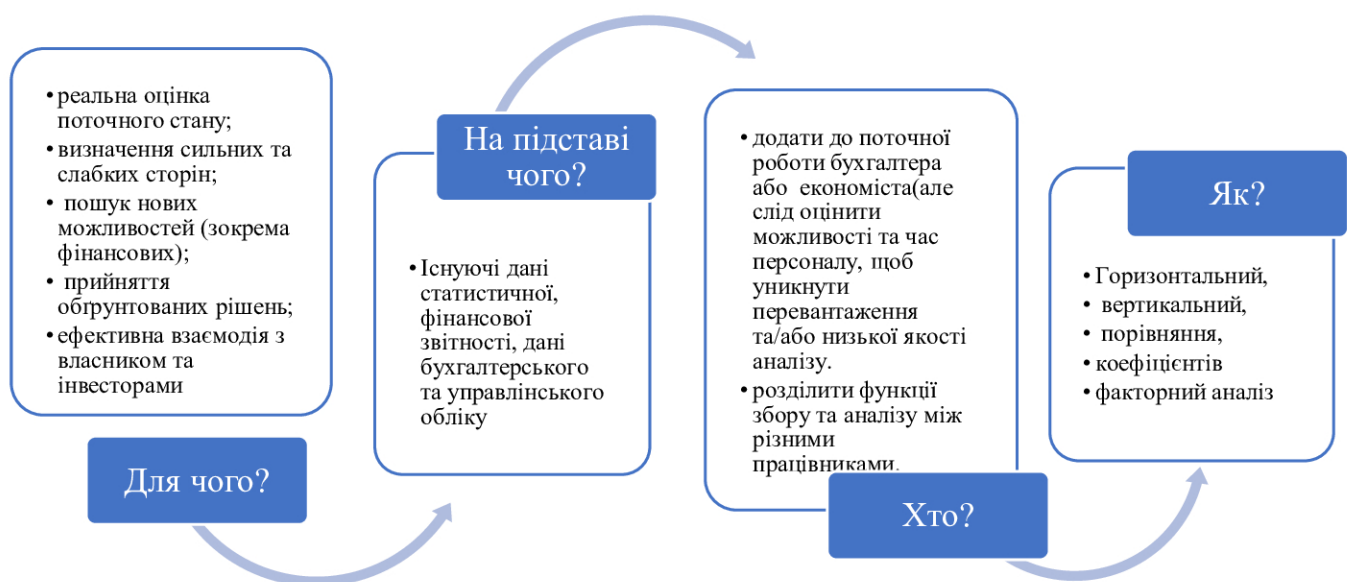 • реальна оцінка
поточного стану;
• визначення сильних та
слабких сторін;
• пошук нових
можливостей (зокрема
фінансових);
• прийняття
обґрунтованих рішень;
• ефективна взаємодія з
власником та
інвесторами
Для чого?
На підставі
чого?
• Існуючі дані
статистичної,
фінансової
звітності, дані
бухгалтерського
та управлінського
обліку
• додати до поточної
роботи бухгалтера
або економіста(але
слід оцінити
можливості та час
персоналу, щоб
уникнути
перевантаження
та/або низької якості
аналізу.
• розділити функції
збору та аналізу між
різними
працівниками.
Хто?
Як?
• Горизонтальний,
• вертикальний,
• порівняння,
• коефіцієнтів
• факторний аналіз